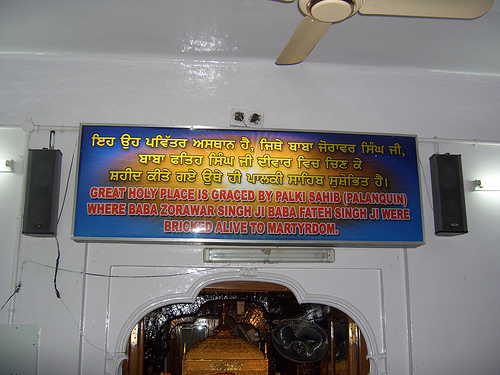 ਇਹ ਉਹ ਪਵਿੱਤਰ ਅਸਥਾਨ ਹੈ, ਜਿਥੇ ਬਾਬਾ ਜੋਰਾਵਰ ਸਿੰਘ ਜੀ,
ਬਾਬਾ ਫਤਿਹ ਸਿੰਘ ਜੀ ਦੀਵਾਰ ਵਿਚ ਚਿਣ ਕੇ
ਸ਼ਹੀਦ ਕੀਤੇ ਗਏ ਉਥੇ ਹੀ ਪਾਲਕੀ ਸਾਹਿਬ ਸੁਸ਼ੋਭਿਤ ਹੈ।
GREAT HOLY PLACE IS GRACED BY PALKI SAHIB (PALANQUIN)
WHERE BABA ZORAWAR SINGH JI BABA FATEH SINGH JI WERE
BRICKED ALIVE TO MARTYRDOM.